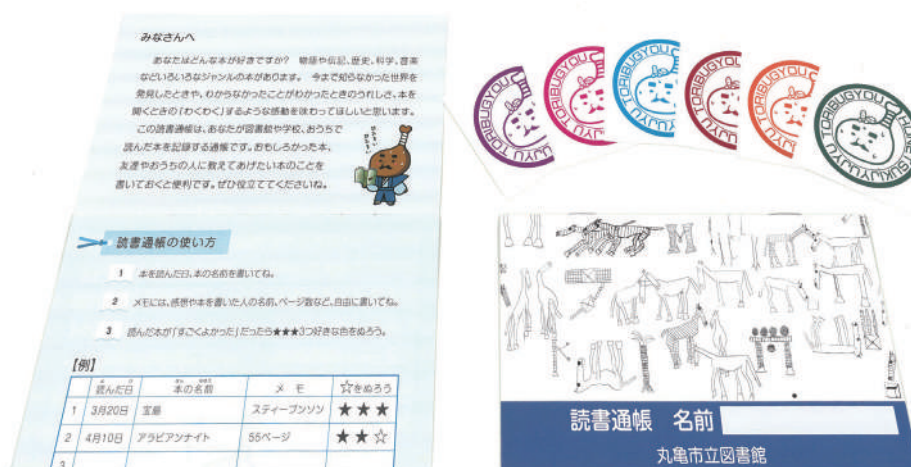 みなさんへ
あなたはどんな本が好きですか? 物語や伝記、歴史、科学、音楽
などいろいろなジャンルの本があります。 今まで知らなかった世界を
発見したときや、わからなかったことがわかったときのうれしさ、本を
開くときの「わくわく」するような感動を味わってほしいと思います。
この読書通帳は、あなたが図書館や学校、おうちで
読んだ本を記録する通帳です。おもしろかった本、
友達やおうちの人に教えてあげたい本のことを
書いておくと便利です。ぜひ役立ててくださいね。
読書通帳の使い方
1 本を読んだ日、本の名前を書いてね。
2 メモには、感想や本を書いた人の名前、ページ数など、自由に書いてね。
3 読んだ本が「すごくよかった」だったら★★★3つ好きな色をぬろう。
【例】
読んだ日 本の名前 メモ ☆をぬろう
1 3月20日 宝島 スティーブンソン ★★★
2 4月10日 アラビアンナイト 55ページ ★★☆
3
UJYU TORIBUGYOU
UJYU TORIBUGYOU
UJYU TORIBUGYOU
UJYU TORIBUGYOU
UJYU TORIBUGYOU
TORIBUGYOU
読書通帳 名前
丸亀市立図書館